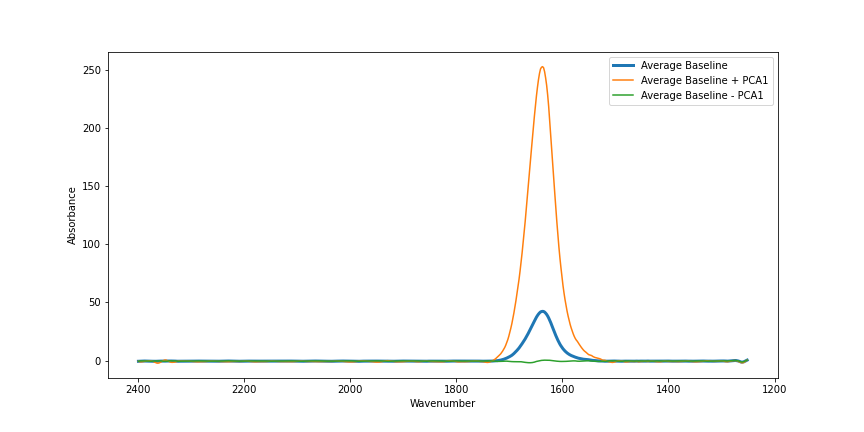 Average Baseline
Average Baseline + PCA1
Average Baseline - PCA1
250
200
150
100
50
0
Absorbance
2400 2200 2000 1800 1600 1400 1200
Wavenumber